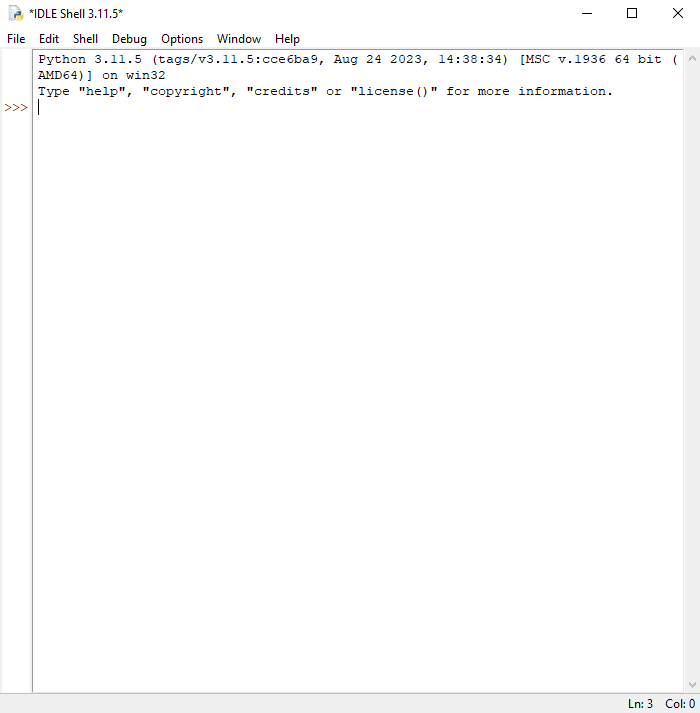 *IDLE Shell 3.11.5*
File Edit Shell Debug Options Window Help
Python 3.11.5 (tags/v3.11.5:cce6ba9, Aug 24 2023, 14:38:34) [MSC v.1936 64 bit (
AMD64)] on win32
Type "help", "copyright", "credits" or "license()" for more information.
>>>
Ln: 3 Col: 0